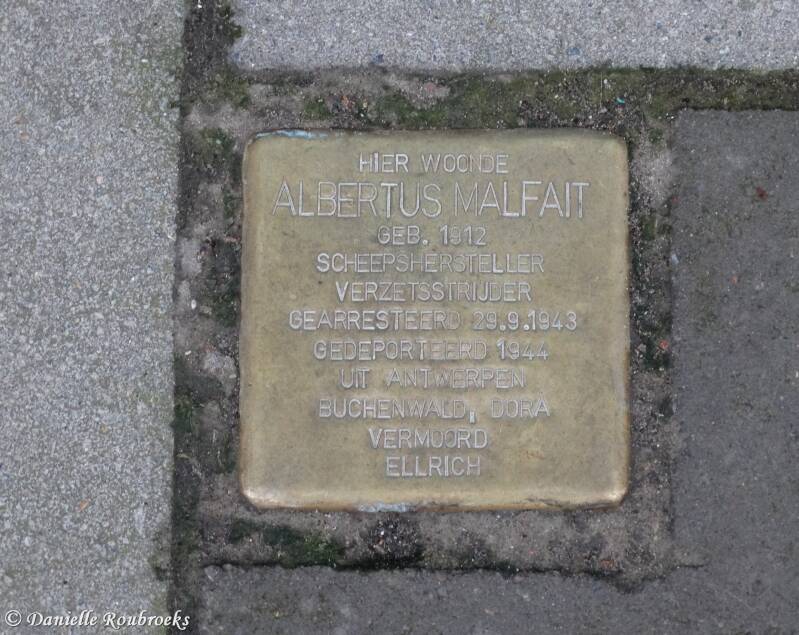 HIER WOONDE
ALBERTUS MALFAIT
GEB. 1912
SCHEEPSHERSTELLER
VERZETSSTRIJDER
GEARRESTEERD 29.9.1943
GEDEPORTEERD 1944
UIT ANTWERPEN
BUCHENWALD, DORA
VERMOORD
ELLRICH
© Danielle Roubroeks